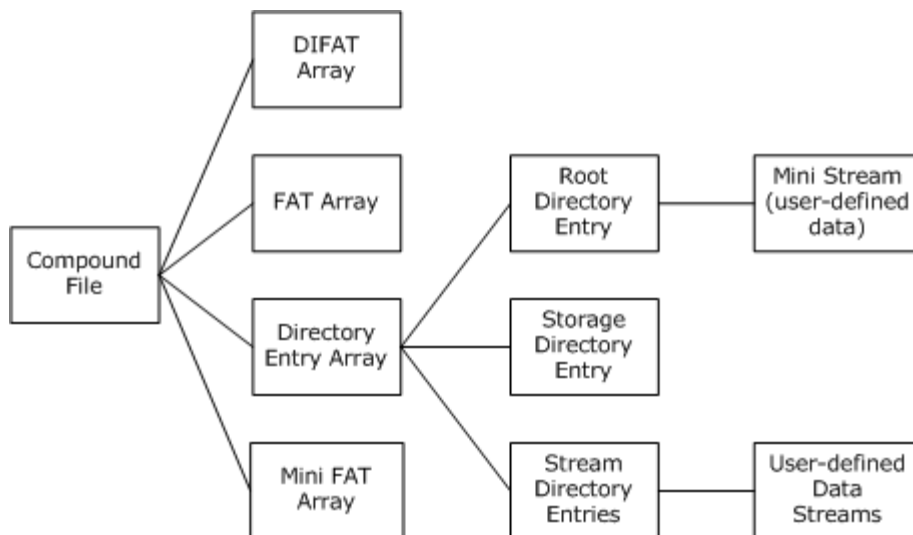 DIFAT
Array
FAT Array
Root
Directory
Entry
Mini Stream
(user-defined
data)
Compound
File
Directory
Entry Array
Storage
Directory
Entry
Mini FAT
Array
Stream
Directory
Entries
User-defined
Data
Streams